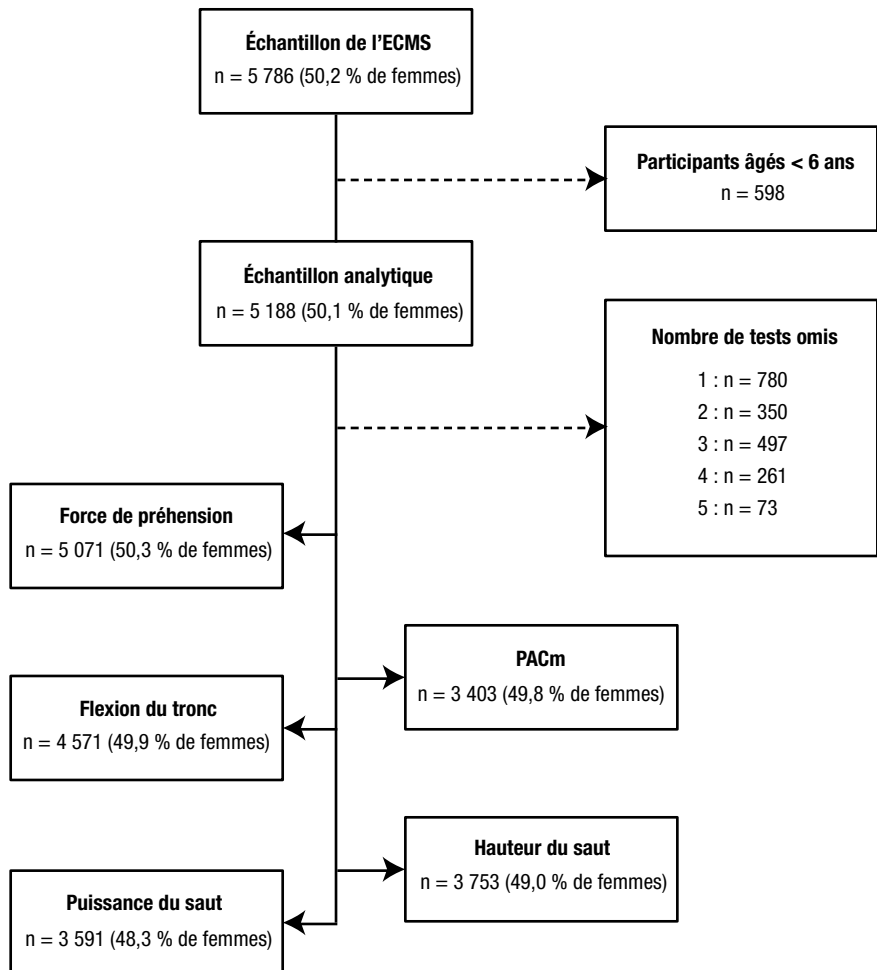 Échantillon de l'ECMS
n = 5 786 (50,2 % de femmes)
Participants âgés < 6 ans
n = 598
Échantillon analytique
n = 5 188 (50,1 % de femmes)
Nombre de tests omis
1 : n = 780
2 : n = 350
3 : n = 497
4 : n = 261
5 : n = 73
Force de préhension
n = 5 071 (50,3 % de femmes)
PACm
n = 3 403 (49,8 % de femmes)
Flexion du tronc
n = 4 571 (49,9 % de femmes)
Hauteur du saut
n = 3 753 (49,0 % de femmes)
Puissance du saut
n = 3 591 (48,3 % de femmes)